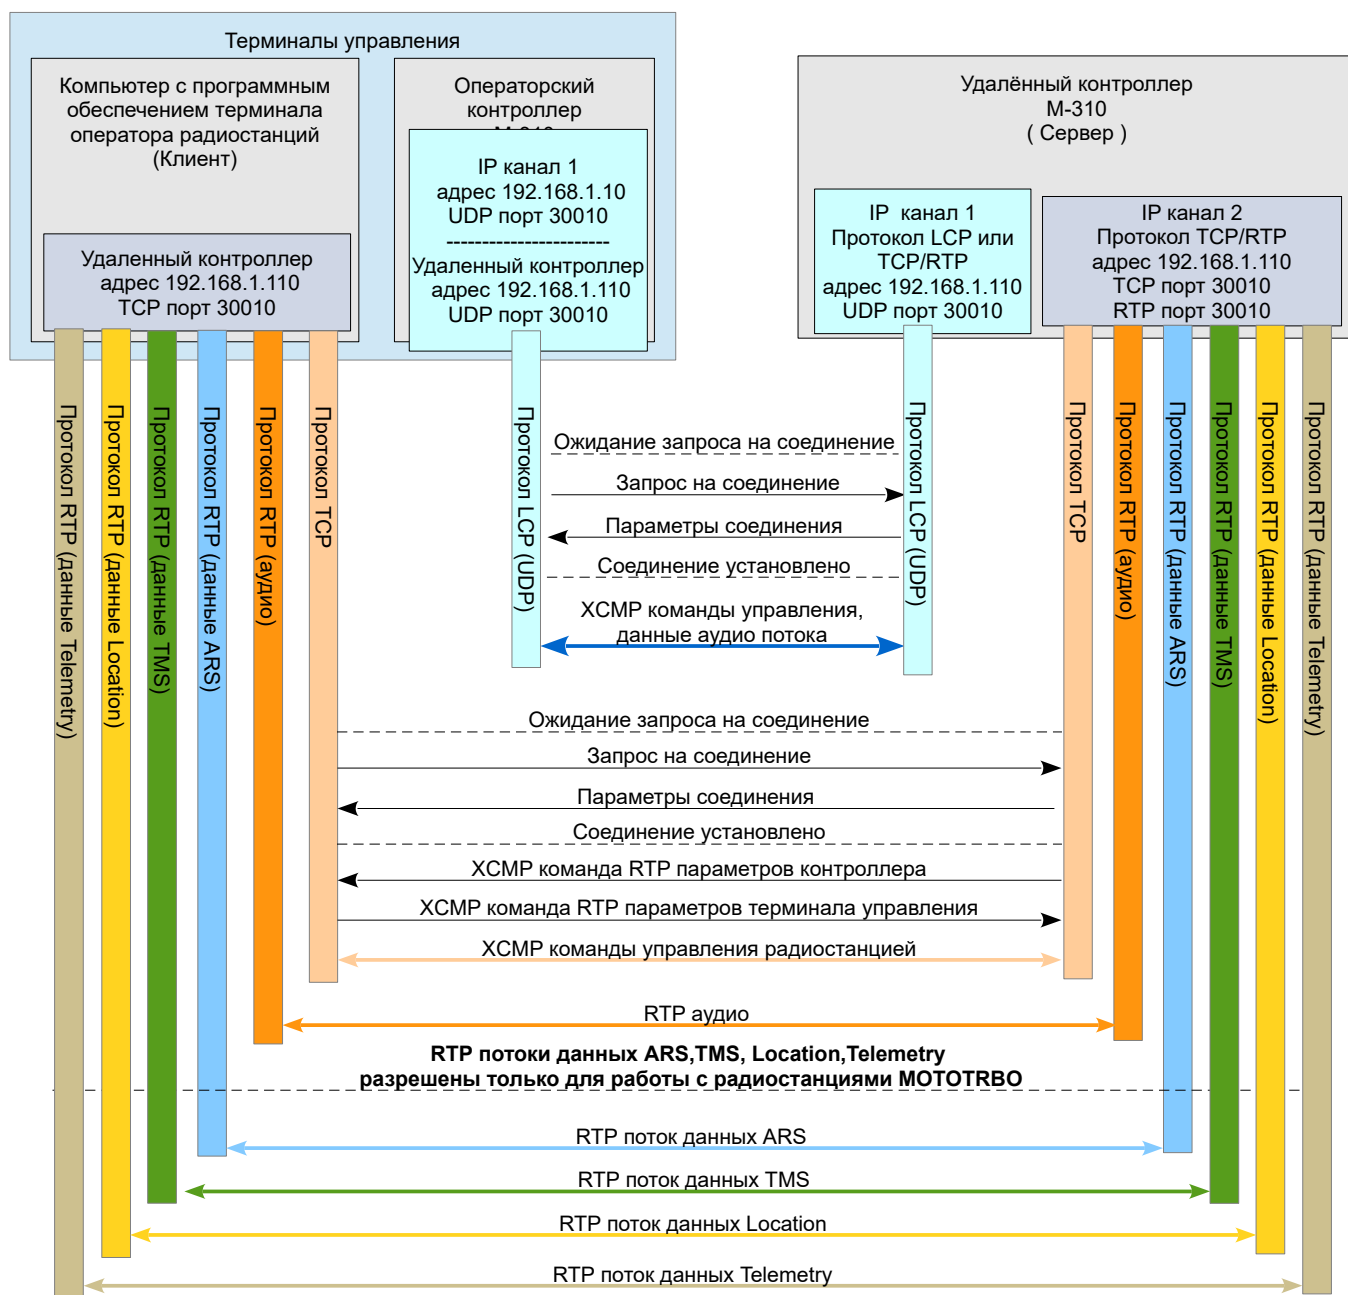 Терминалы управления
Компьютер с программным
обеспечением терминала
оператора радиостанций
(Клиент)
Операторский
контроллер
IP канал 1
адрес 192.168.1.10
UDP порт 30010
-----------------------
Удаленный контроллер
адрес 192.168.1.110
UDP порт 30010
Удаленный контроллер
адрес 192.168.1.110
TCP порт 30010
Удалённый контроллер
М-310
( Сервер )
IP канал 1
Протокол LCP или
TCP/RTP
адрес 192.168.1.110
UDP порт 30010
IP канал 2
Протокол TCP/RTP
адрес 192.168.1.110
TCP порт 30010
RTP порт 30010
Протокол RTP (данные Telemetry)
Протокол RTP (данные Location)
Протокол RTP (данные TMS)
Протокол RTP (данные ARS)
Протокол RTP (аудио)
Протокол TCP
Протокол LCP (UDP)
Протокол LCP (UDP)
Протокол TCP
Протокол RTP (аудио)
Протокол RTP (данные ARS)
Протокол RTP (данные TMS)
Протокол RTP (данные Location)
Протокол RTP (данные Telemetry)
Ожидание запроса на соединение
Запрос на соединение
Параметры соединения
Соединение установлено
XCMP команды управления,
данные аудио потока
Ожидание запроса на соединение
Запрос на соединение
Параметры соединения
Соединение установлено
XCMP команда RTP параметров контроллера
XCMP команда RTP параметров терминала управления
XCMP команды управления радиостанцией
RTP аудио
RTP потоки данных ARS,TMS, Location,Telemetry
разрешены только для работы с радиостанциями MOTOTRBO
RTP поток данных ARS
RTP поток данных TMS
RTP поток данных Location
RTP поток данных Telemetry